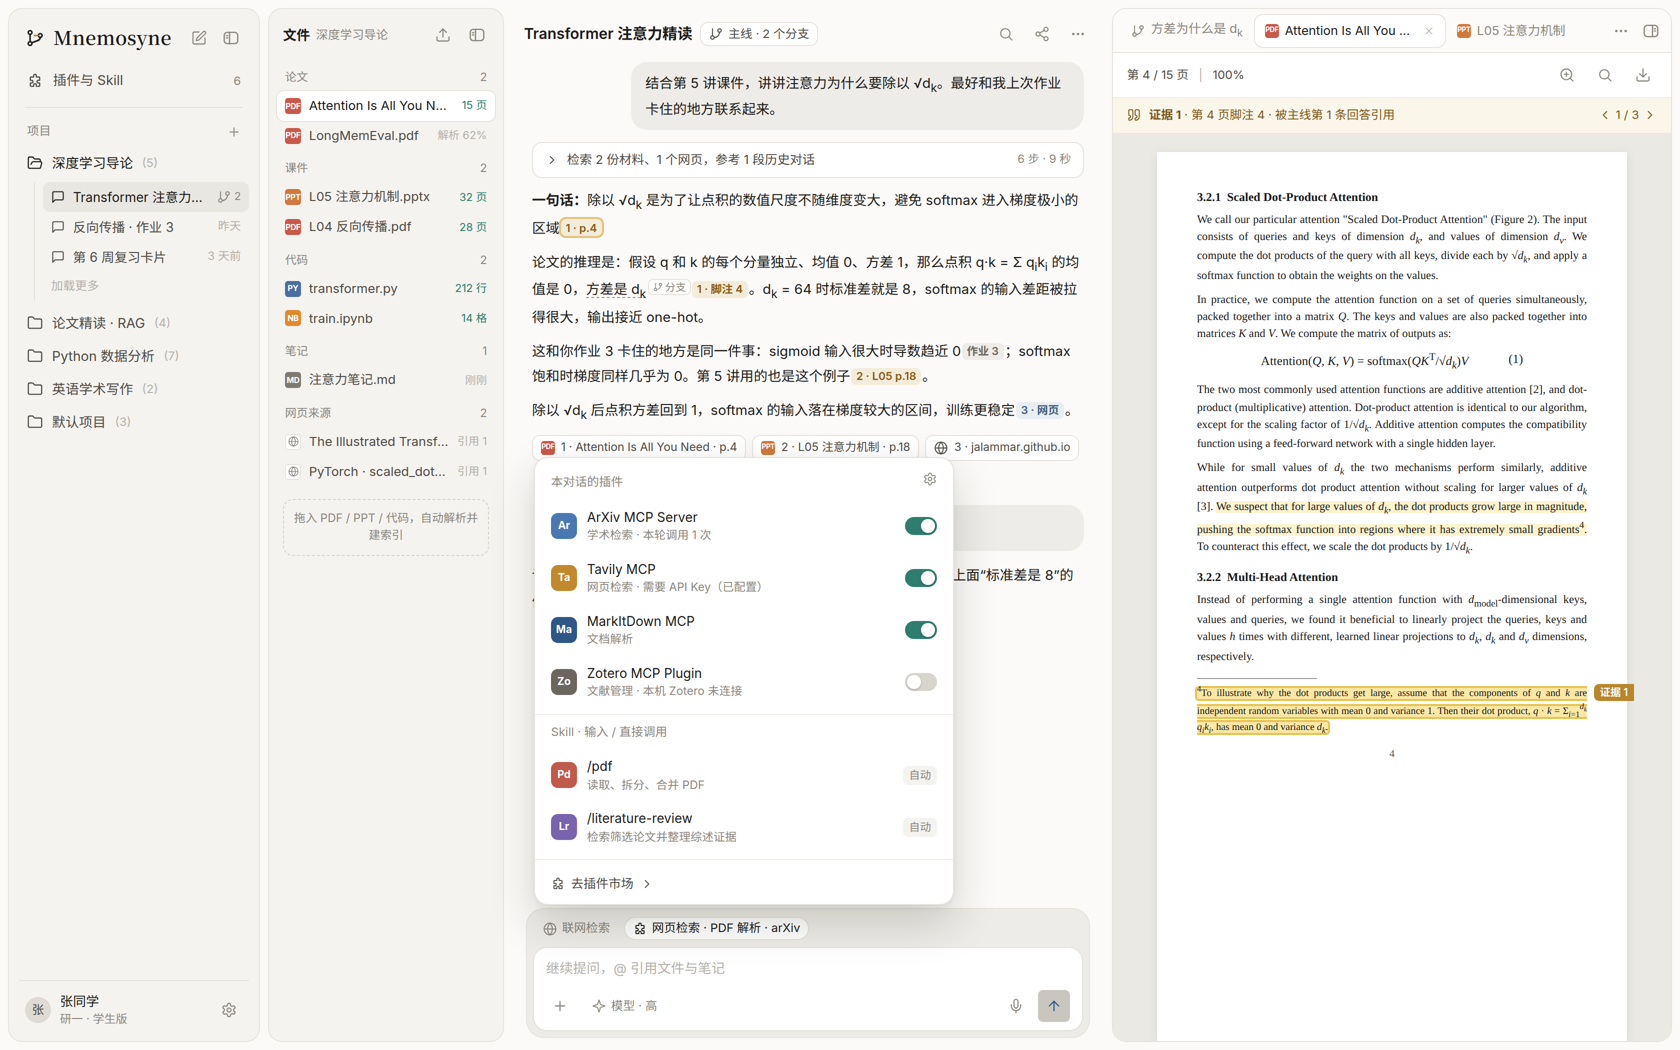 Mnemosyne
插件与 Skill 6
项目
深度学习导论 (5)
Transformer 注意力... 2
反向传播 · 作业 3 昨天
第 6 周复习卡片 3 天前
加载更多
论文精读 · RAG (4)
Python 数据分析 (7)
英语学术写作 (2)
默认项目 (3)
张 张同学
研一 · 学生版
文件 深度学习导论
论文 2
PDF Attention Is All You N... 15 页
PDF LongMemEval.pdf 解析 62%
课件 2
PPT L05 注意力机制.pptx 32 页
PDF L04 反向传播.pdf 28 页
代码 2
PY transformer.py 212 行
NB train.ipynb 14 格
笔记 1
MD 注意力笔记.md 刚刚
网页来源 2
The Illustrated Transf... 引用 1
PyTorch · scaled_dot... 引用 1
拖入 PDF / PPT / 代码，自动解析并
建索引
Transformer 注意力精读 主线 · 2 个分支
结合第 5 讲课件，讲讲注意力为什么要除以 √dk。最好和我上次作业
卡住的地方联系起来。
检索 2 份材料、1 个网页，参考 1 段历史对话 6 步 · 9 秒
一句话：除以 √dk 是为了让点积的数值尺度不随维度变大，避免 softmax 进入梯度极小的
区域 1 · p.4
论文的推理是：假设 q 和 k 的每个分量独立、均值 0、方差 1，那么点积 q·k = Σ qiki 的均
值是 0，方差是 dk 分支 1 · 脚注 4 。dk = 64 时标准差就是 8，softmax 的输入差距被拉
得很大，输出接近 one-hot。
这和你作业 3 卡住的地方是同一件事：sigmoid 输入很大时导数趋近 0 作业 3 ；softmax
饱和时梯度同样几乎为 0。第 5 讲用的也是这个例子 2 · L05 p.18 。
除以 √dk 后点积方差回到 1，softmax 的输入落在梯度较大的区间，训练更稳定 3 · 网页 。
PDF 1 · Attention Is All You Need · p.4 PPT 2 · L05 注意力机制 · p.18 3 · jalammar.github.io
上面“标准差是 8”的
本对话的插件
Ar ArXiv MCP Server
学术检索 · 本轮调用 1 次
Ta Tavily MCP
网页检索 · 需要 API Key（已配置）
Ma MarkItDown MCP
文档解析
Zo Zotero MCP Plugin
文献管理 · 本机 Zotero 未连接
Skill · 输入 / 直接调用
Pd /pdf 自动
读取、拆分、合并 PDF
Lr /literature-review 自动
检索筛选论文并整理综述证据
去插件市场
联网检索 网页检索 · PDF 解析 · arXiv
继续提问，@ 引用文件与笔记
模型 · 高
方差为什么是 dk PDF Attention Is All You ... PPT L05 注意力机制
第 4 / 15 页 100%
证据 1 · 第 4 页脚注 4 · 被主线第 1 条回答引用 1 / 3
3.2.1 Scaled Dot-Product Attention
We call our particular attention "Scaled Dot-Product Attention" (Figure 2). The input
consists of queries and keys of dimension dk, and values of dimension dv. We
compute the dot products of the query with all keys, divide each by √dk, and apply a
softmax function to obtain the weights on the values.
In practice, we compute the attention function on a set of queries simultaneously,
packed together into a matrix Q. The keys and values are also packed together into
matrices K and V. We compute the matrix of outputs as:
Attention(Q, K, V) = softmax(QKT/√dk)V (1)
The two most commonly used attention functions are additive attention [2], and dot-
product (multiplicative) attention. Dot-product attention is identical to our algorithm,
except for the scaling factor of 1/√dk. Additive attention computes the compatibility
function using a feed-forward network with a single hidden layer.
While for small values of dk the two mechanisms perform similarly, additive
attention outperforms dot product attention without scaling for larger values of dk
[3]. We suspect that for large values of dk, the dot products grow large in magnitude,
pushing the softmax function into regions where it has extremely small gradients4.
To counteract this effect, we scale the dot products by 1/√dk.
3.2.2 Multi-Head Attention
Instead of performing a single attention function with dmodel-dimensional keys,
values and queries, we found it beneficial to linearly project the queries, keys and
values h times with different, learned linear projections to dk, dk and dv dimensions,
respectively.
4To illustrate why the dot products get large, assume that the components of q and k are 证据 1
independent random variables with mean 0 and variance 1. Then their dot product, q · k = Σi=1dk
qiki, has mean 0 and variance dk.
4